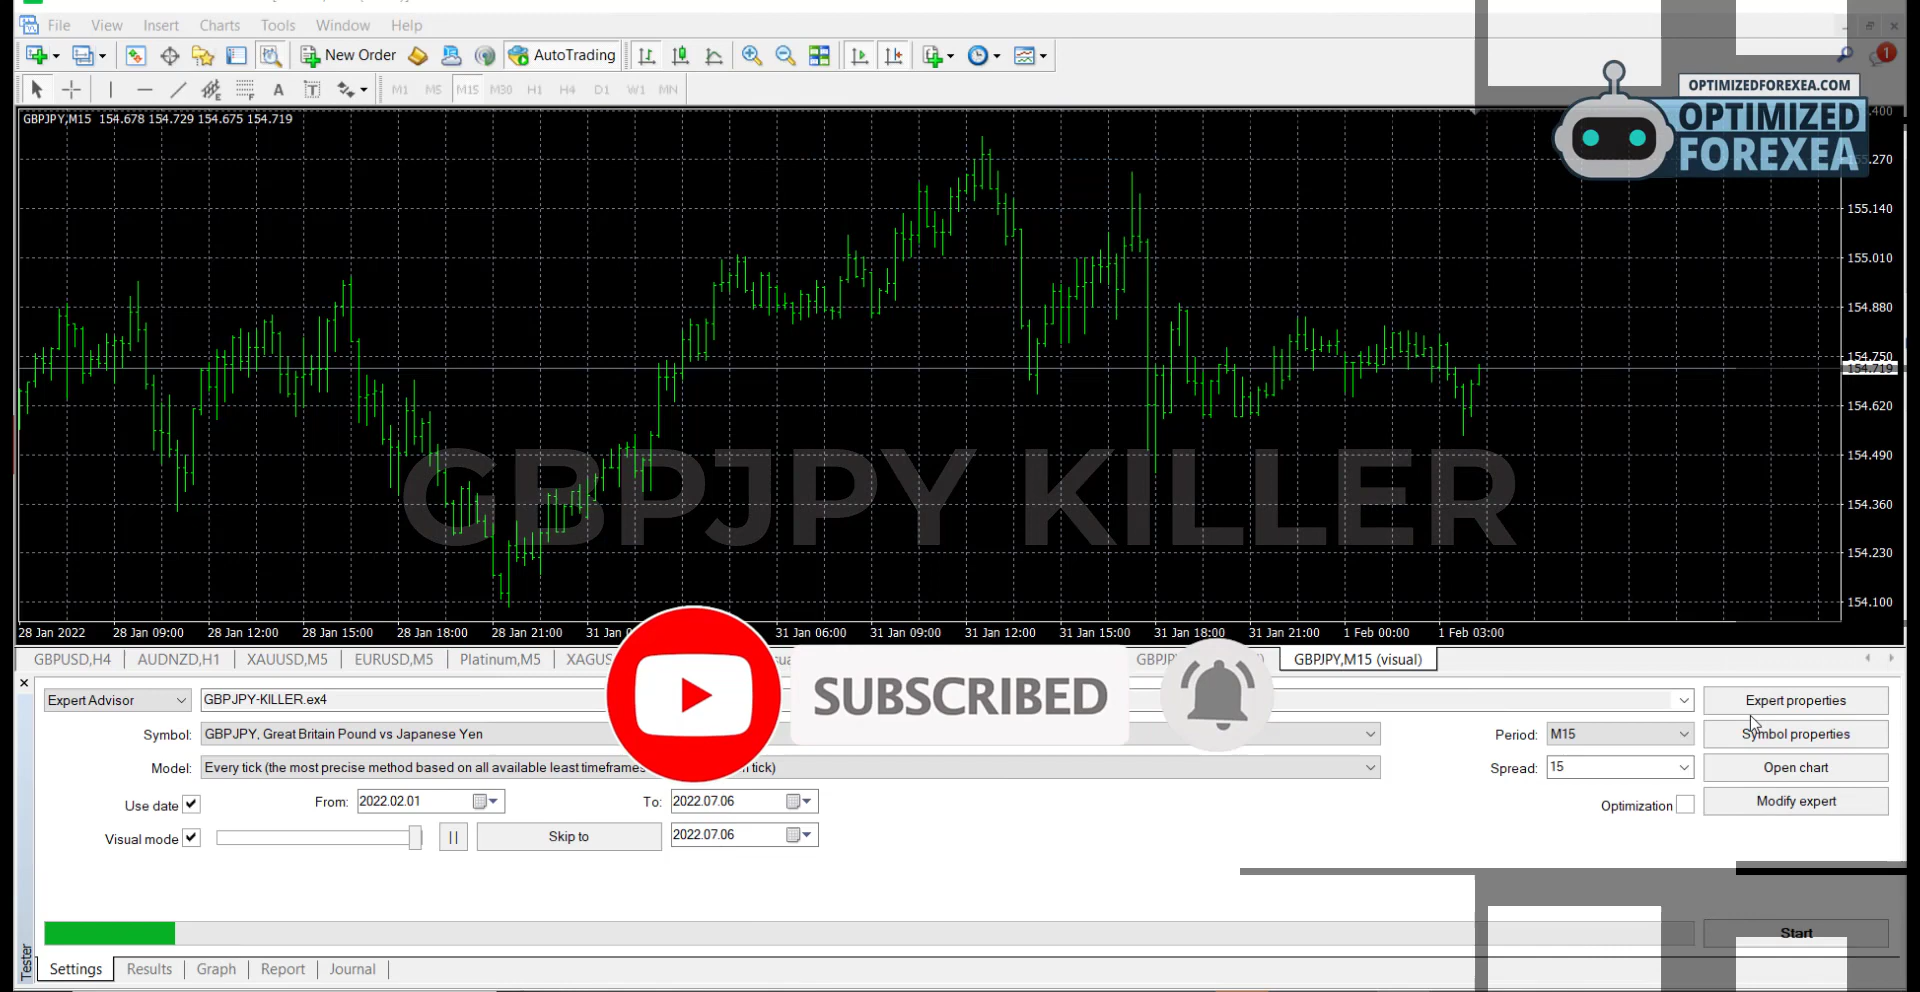 File View Insert Charts Tools Window Help
New Order AutoTrading
1
A T M1 M5 M15 M30 H1 H4 D1 W1 MN
OPTIMIZEDFOREXEA.COM
OPTIMIZED
FOREXEA
GBPJPY,M15 154.678 154.729 154.675 154.719
.400
155.270
155.140
155.010
154.880
154.750
154.719
154.620
154.490
154.360
154.230
154.100
GBPJPY KILLER
28 Jan 2022 28 Jan 09:00 28 Jan 12:00 28 Jan 15:00 28 Jan 18:00 28 Jan 21:00 31 Jan 31 Jan 06:00 31 Jan 09:00 31 Jan 12:00 31 Jan 15:00 31 Jan 18:00 31 Jan 21:00 1 Feb 00:00 1 Feb 03:00
GBPUSD,H4 AUDNZD,H1 XAUUSD,M5 EURUSD,M5 Platinum,M5 XAGUS GBPJP GBPJPY,M15 (visual)
SUBSCRIBED
Expert Advisor GBPJPY-KILLER.ex4 Expert properties
Symbol: GBPJPY, Great Britain Pound vs Japanese Yen Period: M15 Symbol properties
Model: Every tick (the most precise method based on all available least timeframes tick) Spread: 15 Open chart
Use date From: 2022.02.01 To: 2022.07.06 Optimization Modify expert
Visual mode Skip to 2022.07.06
Start
Tester
Settings Results Graph Report Journal